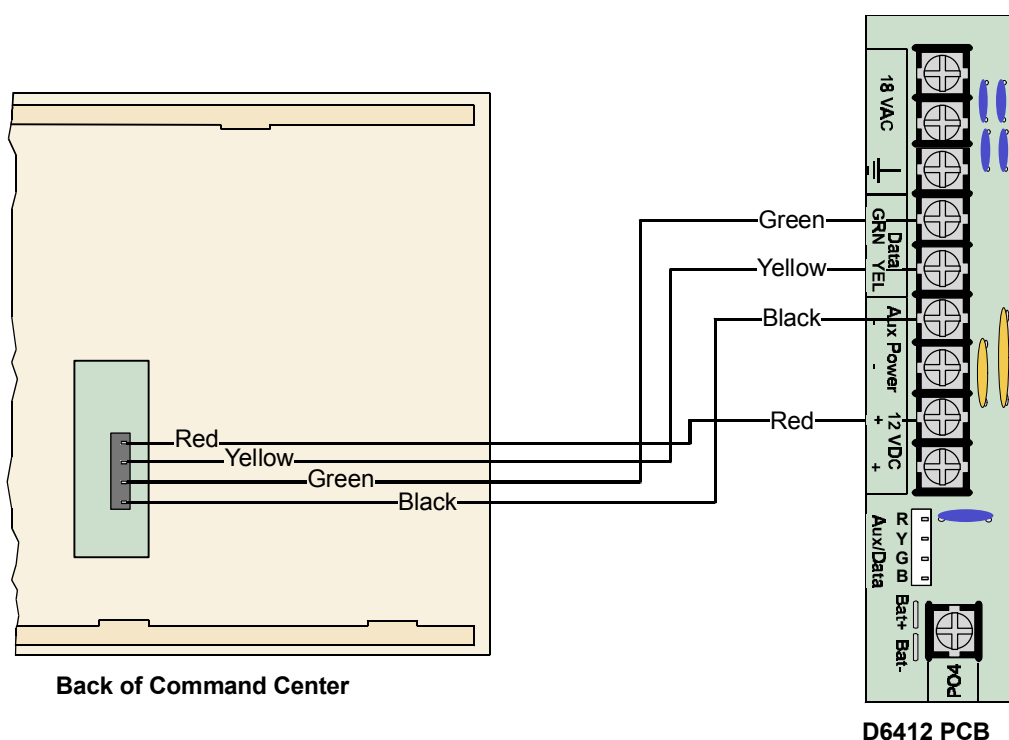 18 VAC
GRN
YEL
Data
Aux Power
-
-
12 VDC
+
+
Green
Yellow
Black
Red
Red
Yellow
Green
Black
R
Y
G
B
Aux/Data
Bat+
Bat-
PO4
Back of Command Center
D6412 PCB